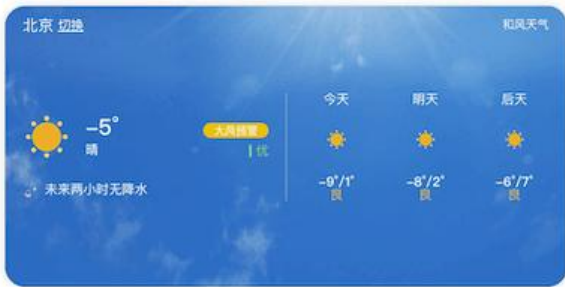 北京 切换
和风天气
-5°
晴
大风预警
优
未来两小时无降水
今天 明天 后天
-9°/1° -8°/2° -6°/7°
良 良 良